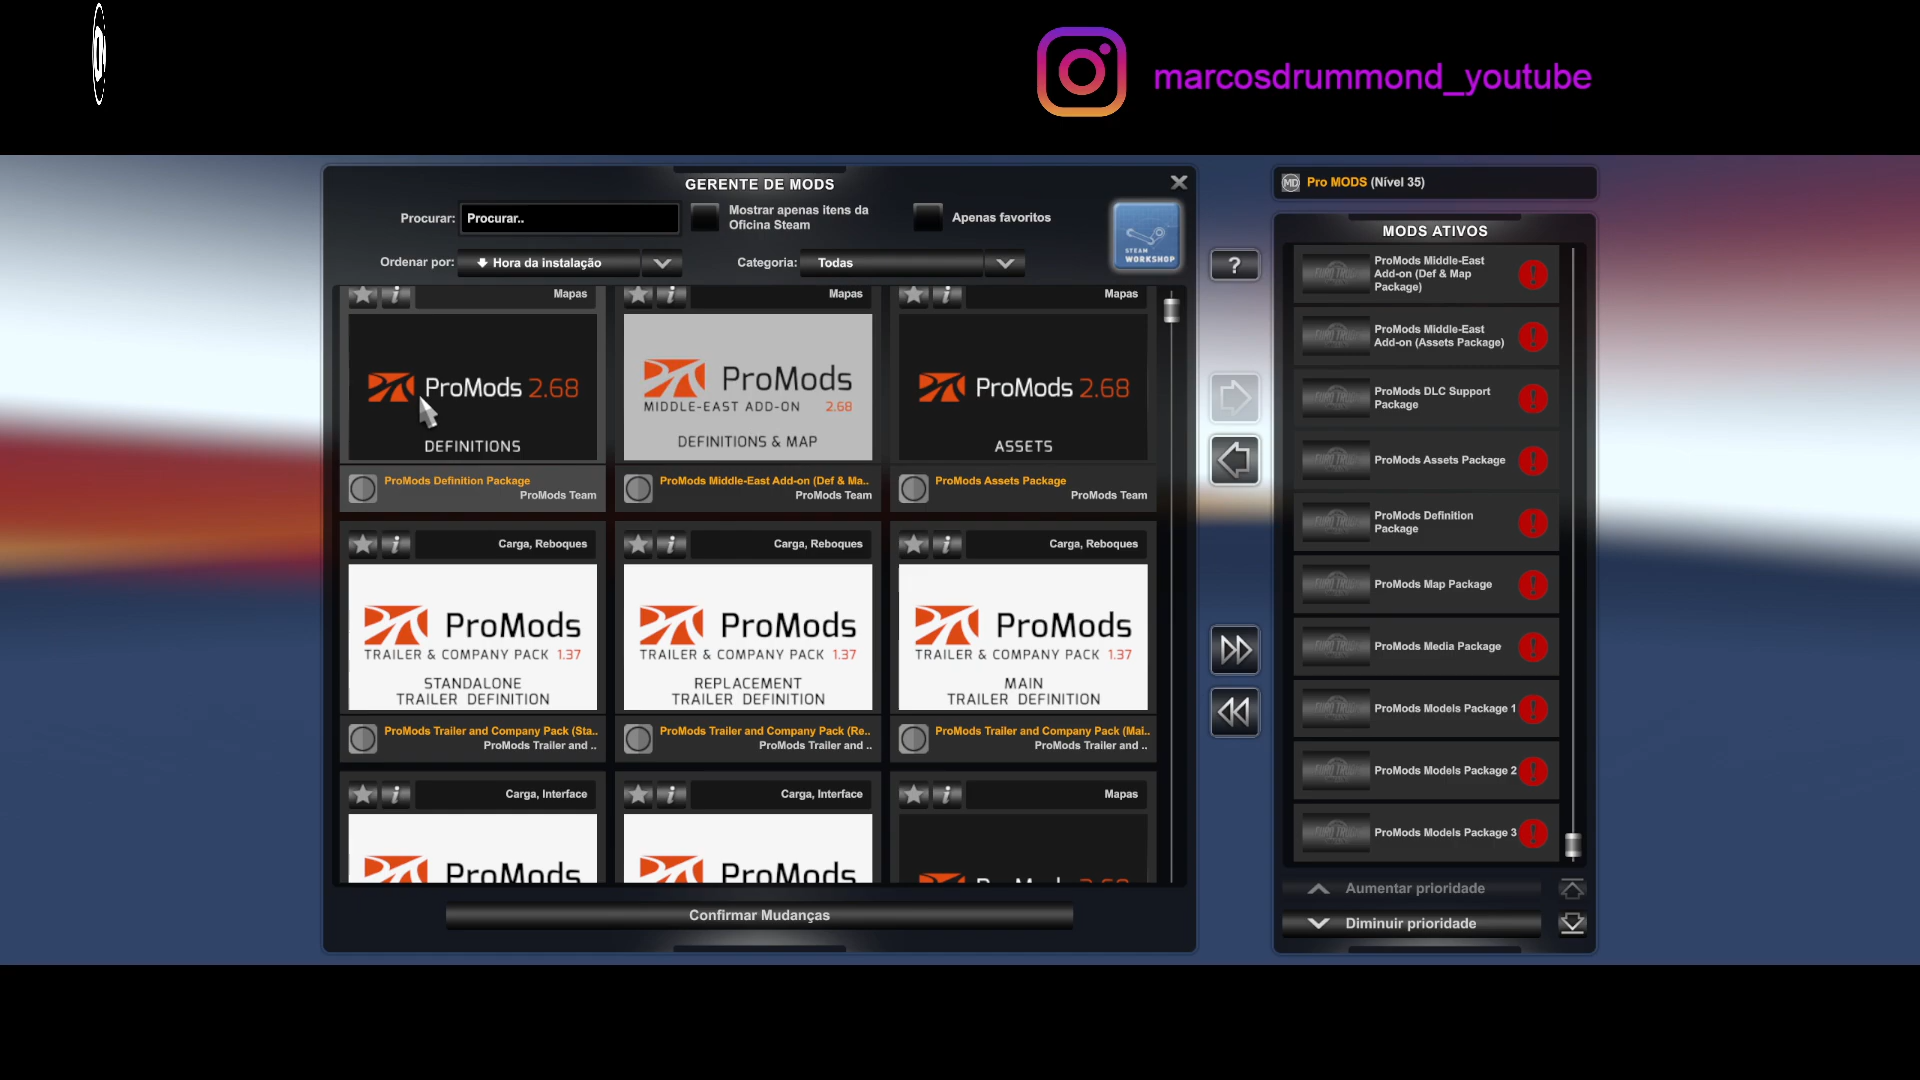 marcosdrummond_youtube
GERENTE DE MODS
Procurar: Procurar..
Mostrar apenas itens da
Oficina Steam
Apenas favoritos
STEAM
WORKSHOP
Ordenar por: Hora da instalação
Categoria: Todas
?
Mapas
Mapas
Mapas
ProMods 2.68
DEFINITIONS
ProMods
MIDDLE-EAST ADD-ON 2.68
DEFINITIONS & MAP
ProMods 2.68
ASSETS
ProMods Definition Package
ProMods Team
ProMods Middle-East Add-on (Def & Ma..
ProMods Team
ProMods Assets Package
ProMods Team
Carga, Reboques
Carga, Reboques
Carga, Reboques
ProMods
TRAILER & COMPANY PACK 1.37
STANDALONE
TRAILER DEFINITION
ProMods
TRAILER & COMPANY PACK 1.37
REPLACEMENT
TRAILER DEFINITION
ProMods
TRAILER & COMPANY PACK 1.37
MAIN
TRAILER DEFINITION
ProMods Trailer and Company Pack (Sta..
ProMods Trailer and ..
ProMods Trailer and Company Pack (Re..
ProMods Trailer and ..
ProMods Trailer and Company Pack (Mai..
ProMods Trailer and ..
Carga, Interface
Carga, Interface
Mapas
ProMods
ProMods
Confirmar Mudanças
MD Pro MODS (Nível 35)
MODS ATIVOS
ProMods Middle-East
Add-on (Def & Map
Package)
ProMods Middle-East
Add-on (Assets Package)
ProMods DLC Support
Package
ProMods Assets Package
ProMods Definition
Package
ProMods Map Package
ProMods Media Package
ProMods Models Package 1
ProMods Models Package 2
ProMods Models Package 3
Aumentar prioridade
Diminuir prioridade